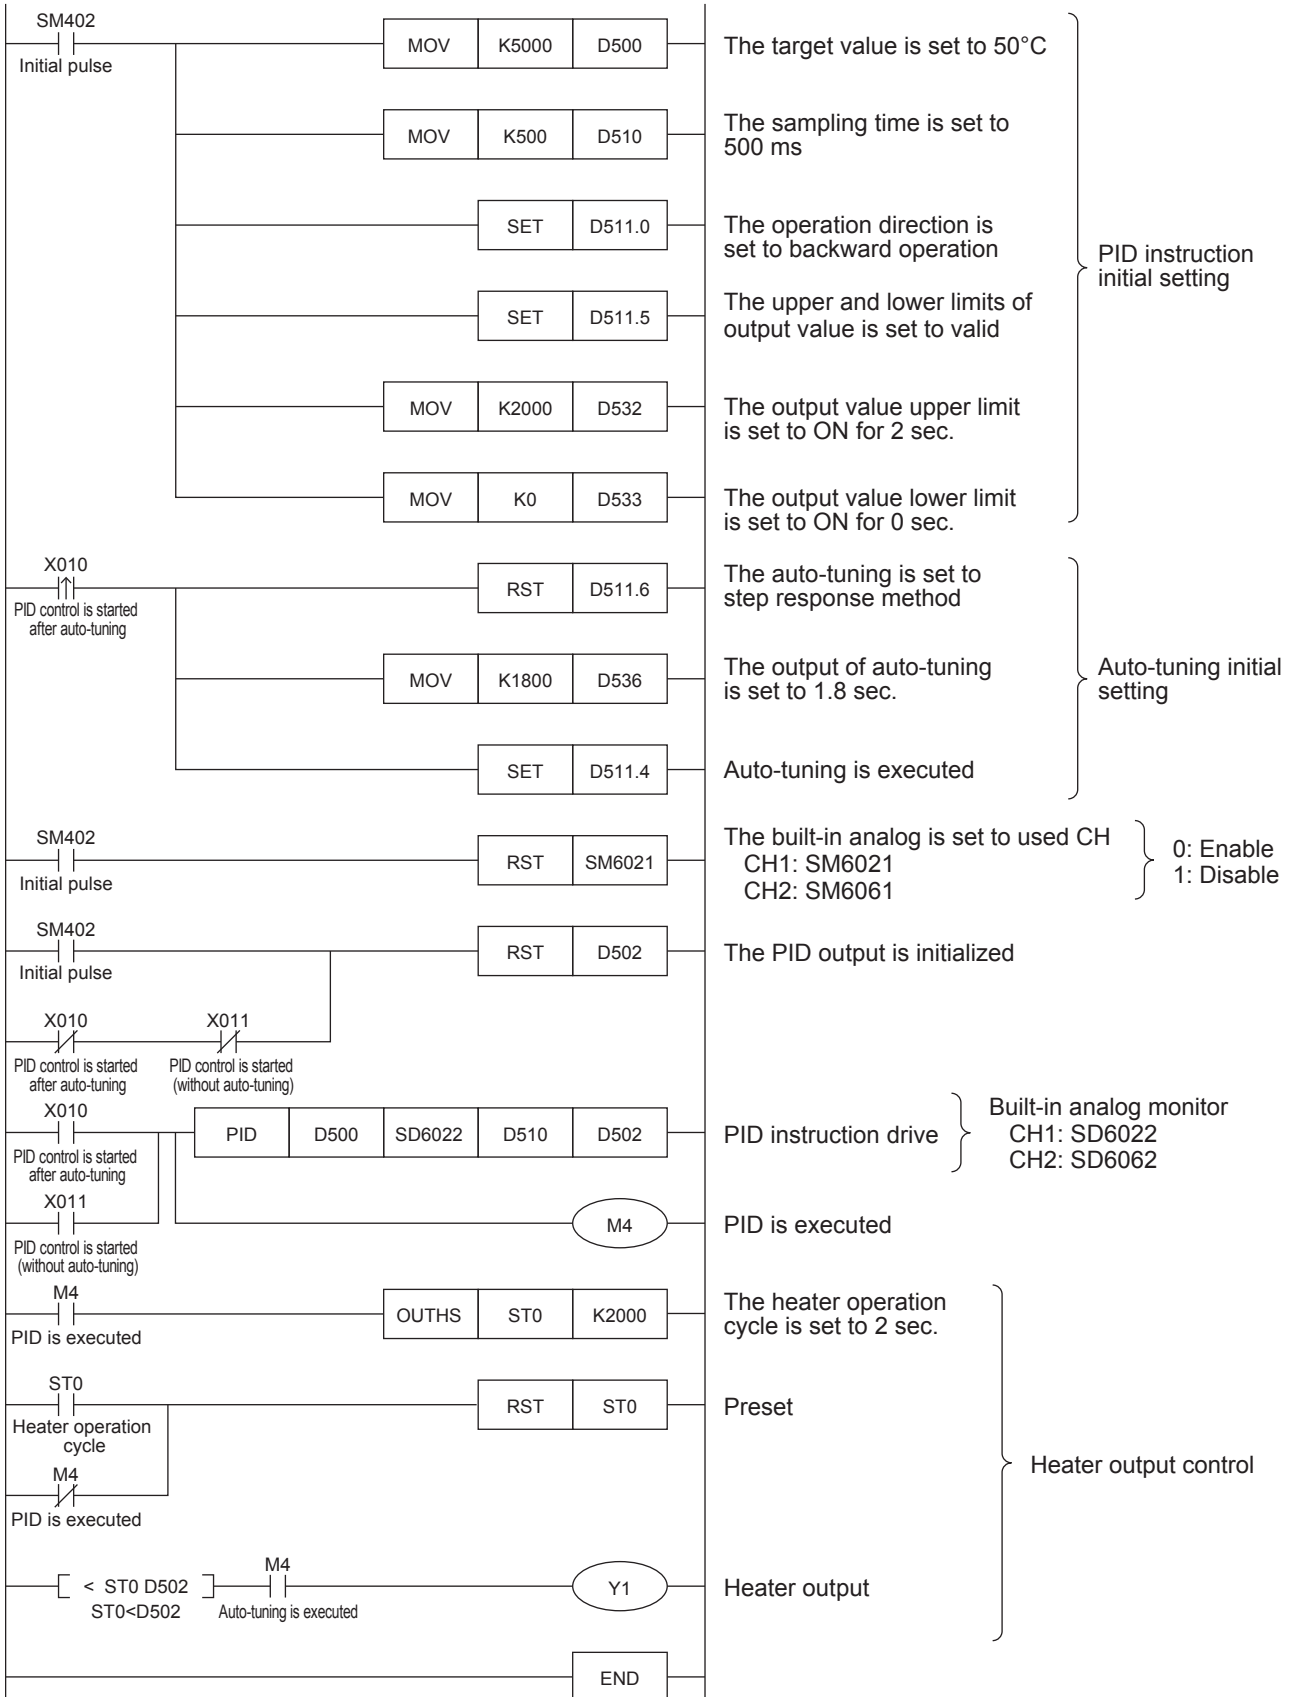 SM402
Initial pulse
MOV K5000 D500
The target value is set to 50°C
MOV K500 D510
The sampling time is set to
500 ms
SET D511.0
The operation direction is
set to backward operation
PID instruction
initial setting
SET D511.5
The upper and lower limits of
output value is set to valid
MOV K2000 D532
The output value upper limit
is set to ON for 2 sec.
MOV K0 D533
The output value lower limit
is set to ON for 0 sec.
X010
PID control is started
after auto-tuning
RST D511.6
The auto-tuning is set to
step response method
MOV K1800 D536
The output of auto-tuning
is set to 1.8 sec.
Auto-tuning initial
setting
SET D511.4
Auto-tuning is executed
SM402
Initial pulse
RST SM6021
The built-in analog is set to used CH
CH1: SM6021
CH2: SM6061
0: Enable
1: Disable
SM402
Initial pulse
RST D502
The PID output is initialized
X010
PID control is started
after auto-tuning
X011
PID control is started
(without auto-tuning)
X010
PID control is started
after auto-tuning
PID D500 SD6022 D510 D502
PID instruction drive
Built-in analog monitor
CH1: SD6022
CH2: SD6062
X011
PID control is started
(without auto-tuning)
M4
PID is executed
M4
PID is executed
OUTHS ST0 K2000
The heater operation
cycle is set to 2 sec.
ST0
Heater operation
cycle
RST ST0
Preset
M4
PID is executed
Heater output control
< ST0 D502
ST0<D502
M4
Auto-tuning is executed
Y1
Heater output
END